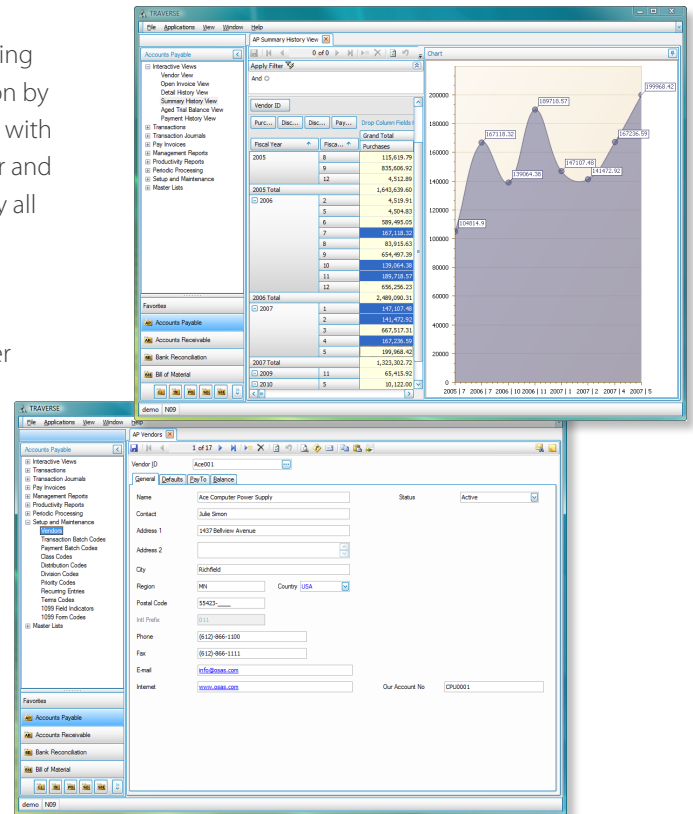 ing
on by
with
r and
y all
er
TRAVERSE
File Applications View Window Help
AP Summary History View
Accounts Payable
Interactive Views
Vendor View
Open Invoice View
Detail History View
Summary History View
Aged Trial Balance View
Payment History View
Transactions
Transaction Journals
Pay Invoices
Management Reports
Productivity Reports
Periodic Processing
Setup and Maintenance
Master Lists
Favorites
Accounts Payable
Accounts Receivable
Bank Reconciliation
Bill of Material
demo N09
0 of 0
Apply Filter
And
Vendor ID
Purc... Disc... Disc... Pay... Drop Column Fields
Grand Total
Fiscal Year Fisca... Purchases
2005 8 115,619.79
9 835,606.92
12 4,512.89
2005 Total 1,643,639.60
2006 2 4,519.91
5 4,504.83
6 589,495.05
7 167,118.32
8 83,915.63
9 654,497.39
10 139,064.38
11 189,718.57
12 656,256.23
2006 Total 2,489,090.31
2007 1 147,107.48
2 141,472.92
3 667,517.31
4 167,236.59
5 199,968.42
2007 Total 1,323,302.72
2009 11 65,415.92
2010 5 10,122.00
Chart
199968.42
200000
189718.57
180000
167118.32
167236.59
160000
147107.48
139064.38
141472.92
140000
120000
104814.9
100000
80000
60000
40000
20000
0
2005 | 7 2006 | 7 2006 | 10 2006 | 11 2007 | 1 2007 | 2 2007 | 4 2007 | 5
TRAVERSE
File Applications View Window Help
AP Vendors
Accounts Payable
Interactive Views
Transactions
Transaction Journals
Pay Invoices
Management Reports
Productivity Reports
Periodic Processing
Setup and Maintenance
Vendors
Transaction Batch Codes
Payment Batch Codes
Class Codes
Distribution Codes
Division Codes
Priority Codes
Recurring Entries
Terms Codes
1099 Field Indicators
1099 Form Codes
Master Lists
Favorites
Accounts Payable
Accounts Receivable
Bank Reconciliation
Bill of Material
demo N09
1 of 17
Vendor ID Ace001
General Defaults PayTo Balance
Name Ace Computer Power Supply Status Active
Contact Julie Simon
Address 1 1437 Bellview Avenue
Address 2
City Richfield
Region MN Country USA
Postal Code 55423-____
Intl Prefix 011
Phone (612)-866-1100
Fax (612)-866-1111
E-mail info@osas.com
Internet www.osas.com Our Account No CPU0001